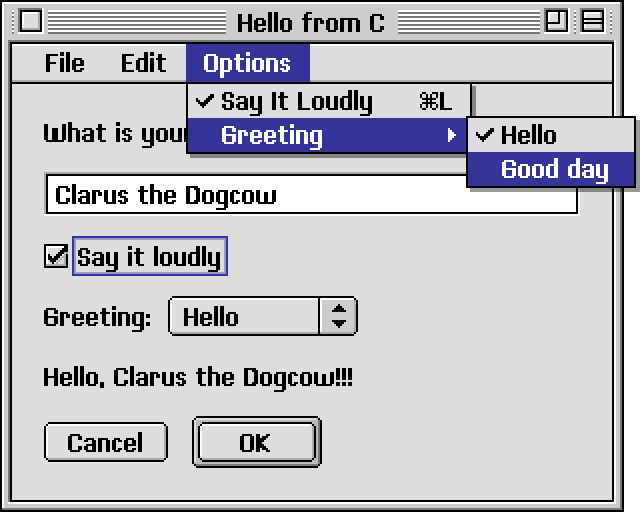 Hello from C
File Edit Options
Say It Loudly ⌘L
Greeting
Hello
Good day
What is your
Clarus the Dogcow
Say it loudly
Greeting: Hello
Hello, Clarus the Dogcow!!!
Cancel OK